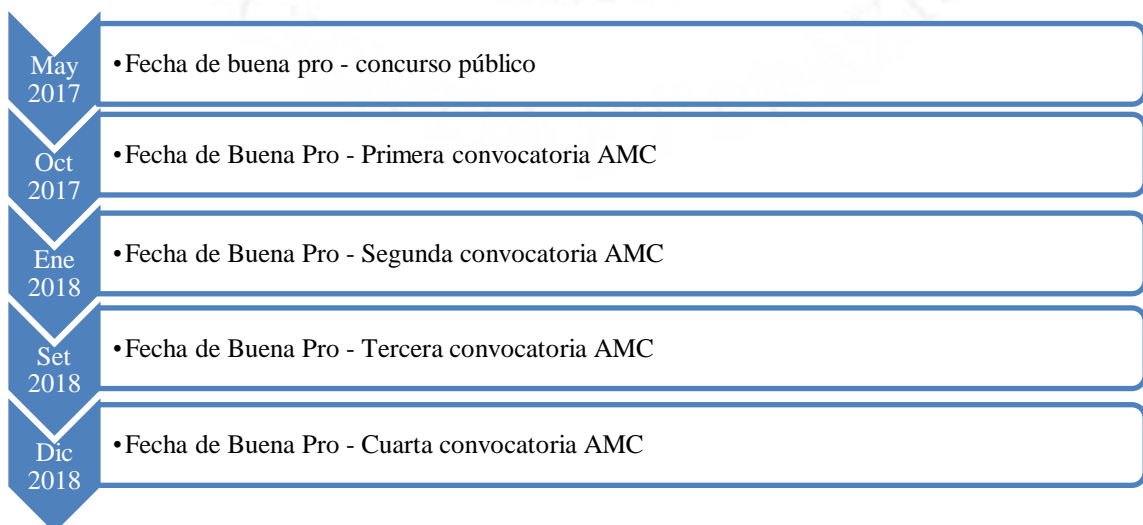 May
2017
•Fecha de buena pro - concurso público
Oct
2017
•Fecha de Buena Pro - Primera convocatoria AMC
Ene
2018
•Fecha de Buena Pro - Segunda convocatoria AMC
Set
2018
•Fecha de Buena Pro - Tercera convocatoria AMC
Dic
2018
•Fecha de Buena Pro - Cuarta convocatoria AMC